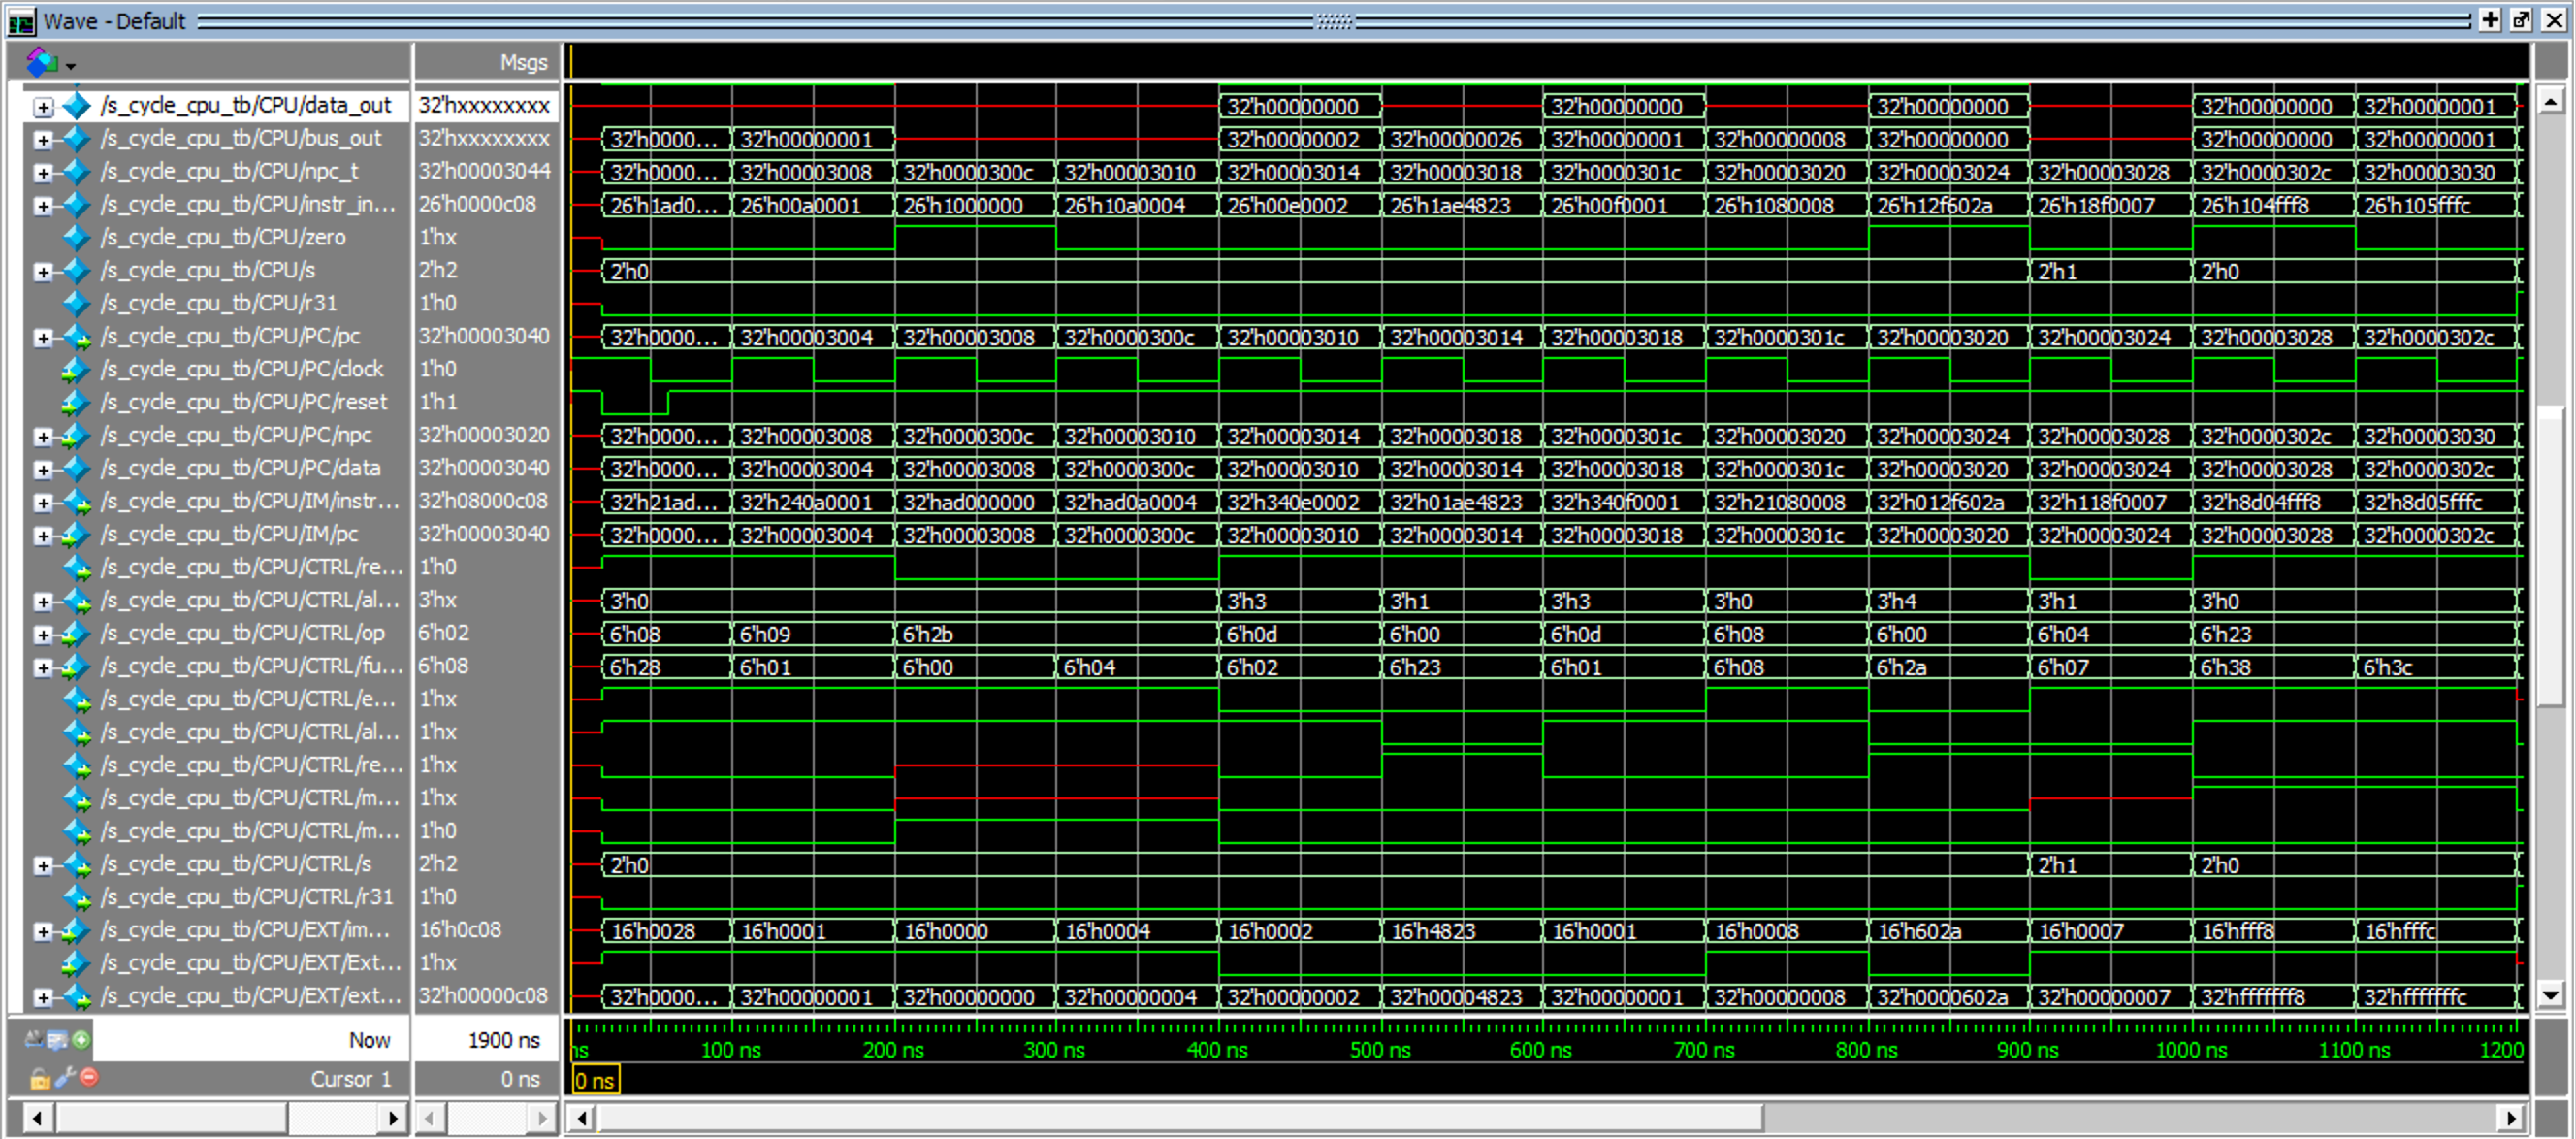 Wave - Default
Msgs
/s_cycle_cpu_tb/CPU/data_out 32'hxxxxxxxx 32'h00000000 32'h00000000 32'h00000000 32'h00000000 32'h00000001
/s_cycle_cpu_tb/CPU/bus_out 32'hxxxxxxxx 32'h0000... 32'h00000001 32'h00000002 32'h00000026 32'h00000001 32'h00000008 32'h00000000 32'h00000000 32'h00000001
/s_cycle_cpu_tb/CPU/npc_t 32'h00003044 32'h0000... 32'h00003008 32'h0000300c 32'h00003010 32'h00003014 32'h00003018 32'h0000301c 32'h00003020 32'h00003024 32'h00003028 32'h0000302c 32'h00003030
/s_cycle_cpu_tb/CPU/instr_in... 26'h0000c08 26'h1ad0... 26'h00a0001 26'h1000000 26'h10a0004 26'h00e0002 26'h1ae4823 26'h00f0001 26'h1080008 26'h12f602a 26'h18f0007 26'h104fff8 26'h105fffc
/s_cycle_cpu_tb/CPU/zero 1'hx
/s_cycle_cpu_tb/CPU/s 2'h2 2'h0 2'h1 2'h0
/s_cycle_cpu_tb/CPU/r31 1'h0
/s_cycle_cpu_tb/CPU/PC/pc 32'h00003040 32'h0000... 32'h00003004 32'h00003008 32'h0000300c 32'h00003010 32'h00003014 32'h00003018 32'h0000301c 32'h00003020 32'h00003024 32'h00003028 32'h0000302c
/s_cycle_cpu_tb/CPU/PC/clock 1'h0
/s_cycle_cpu_tb/CPU/PC/reset 1'h1
/s_cycle_cpu_tb/CPU/PC/npc 32'h00003020 32'h0000... 32'h00003008 32'h0000300c 32'h00003010 32'h00003014 32'h00003018 32'h0000301c 32'h00003020 32'h00003024 32'h00003028 32'h0000302c 32'h00003030
/s_cycle_cpu_tb/CPU/PC/data 32'h00003040 32'h0000... 32'h00003004 32'h00003008 32'h0000300c 32'h00003010 32'h00003014 32'h00003018 32'h0000301c 32'h00003020 32'h00003024 32'h00003028 32'h0000302c
/s_cycle_cpu_tb/CPU/IM/instr... 32'h08000c08 32'h21ad... 32'h240a0001 32'had000000 32'had0a0004 32'h340e0002 32'h01ae4823 32'h340f0001 32'h21080008 32'h012f602a 32'h118f0007 32'h8d04fff8 32'h8d05fffc
/s_cycle_cpu_tb/CPU/IM/pc 32'h00003040 32'h0000... 32'h00003004 32'h00003008 32'h0000300c 32'h00003010 32'h00003014 32'h00003018 32'h0000301c 32'h00003020 32'h00003024 32'h00003028 32'h0000302c
/s_cycle_cpu_tb/CPU/CTRL/re... 1'h0
/s_cycle_cpu_tb/CPU/CTRL/al... 3'hx 3'h0 3'h3 3'h1 3'h3 3'h0 3'h4 3'h1 3'h0
/s_cycle_cpu_tb/CPU/CTRL/op 6'h02 6'h08 6'h09 6'h2b 6'h0d 6'h00 6'h0d 6'h08 6'h00 6'h04 6'h23
/s_cycle_cpu_tb/CPU/CTRL/fu... 6'h08 6'h28 6'h01 6'h00 6'h04 6'h02 6'h23 6'h01 6'h08 6'h2a 6'h07 6'h38 6'h3c
/s_cycle_cpu_tb/CPU/CTRL/e... 1'hx
/s_cycle_cpu_tb/CPU/CTRL/al... 1'hx
/s_cycle_cpu_tb/CPU/CTRL/re... 1'hx
/s_cycle_cpu_tb/CPU/CTRL/m... 1'hx
/s_cycle_cpu_tb/CPU/CTRL/m... 1'h0
/s_cycle_cpu_tb/CPU/CTRL/s 2'h2 2'h0 2'h1 2'h0
/s_cycle_cpu_tb/CPU/CTRL/r31 1'h0
/s_cycle_cpu_tb/CPU/EXT/im... 16'h0c08 16'h0028 16'h0001 16'h0000 16'h0004 16'h0002 16'h4823 16'h0001 16'h0008 16'h602a 16'h0007 16'hfff8 16'hfffc
/s_cycle_cpu_tb/CPU/EXT/Ext... 1'hx
/s_cycle_cpu_tb/CPU/EXT/ext... 32'h00000c08 32'h0000... 32'h00000001 32'h00000000 32'h00000004 32'h00000002 32'h00004823 32'h00000001 32'h00000008 32'h0000602a 32'h00000007 32'hfffffff8 32'hfffffffc
Now 1900 ns ns 100 ns 200 ns 300 ns 400 ns 500 ns 600 ns 700 ns 800 ns 900 ns 1000 ns 1100 ns 1200
Cursor 1 0 ns 0 ns